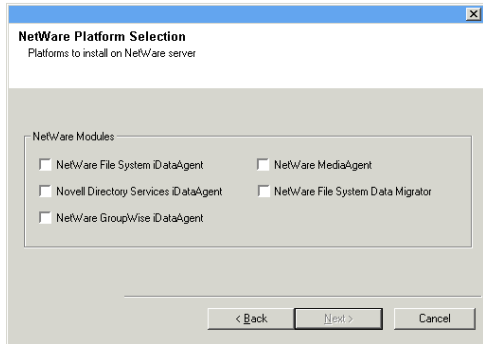 NetWare Platform Selection
Platforms to install on NetWare server
NetWare Modules
NetWare File System iDataAgent
NetWare MediaAgent
Novell Directory Services iDataAgent
NetWare File System Data Migrator
NetWare GroupWise iDataAgent
< Back
Next >
Cancel